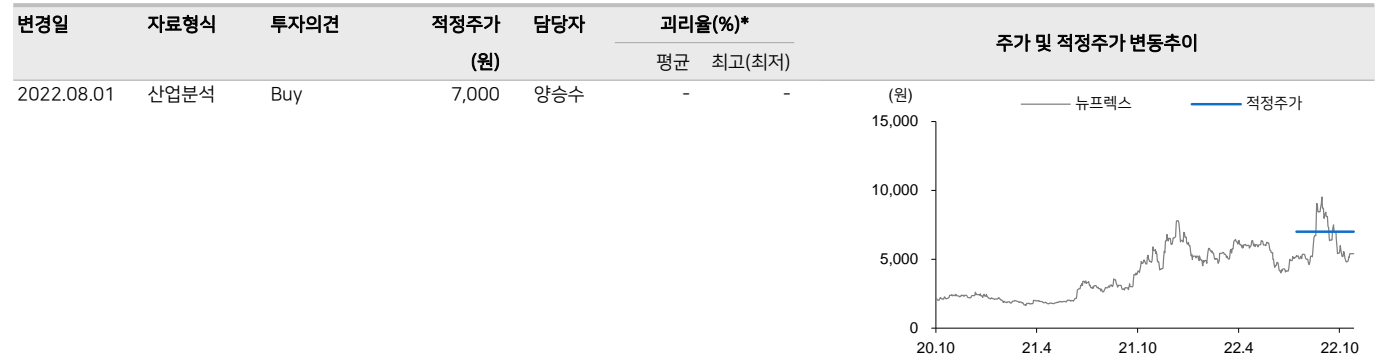 변경일 자료형식 투자의견 적정주가 담당자 괴리율(%)* 주가 및 적정주가 변동추이
(원) 평균 최고(최저)
2022.08.01 산업분석 Buy 7,000 양승수 - -
(원) 뉴프렉스 적정주가
15,000
10,000
5,000
0
20.10 21.4 21.10 22.4 22.10